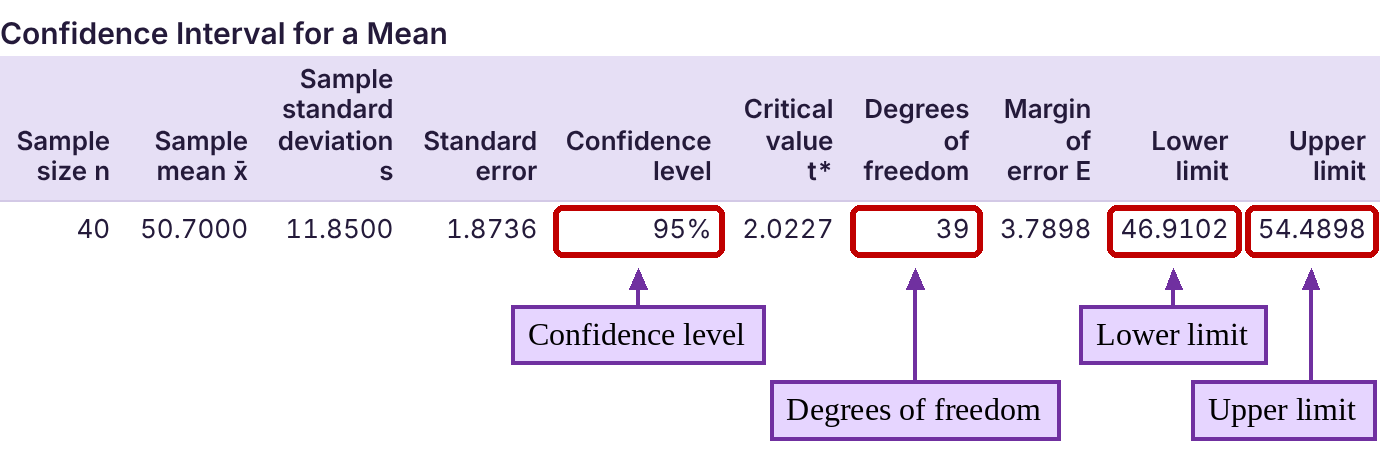 Confidence Interval for a Mean
Sample
standard Critical Degrees Margin
Sample Sample deviation Standard Confidence value of of Lower Upper
size n mean x̄ s error level t* freedom error E limit limit
40 50.7000 11.8500 1.8736 95% 2.0227 39 3.7898 46.9102 54.4898
Confidence level Lower limit
Degrees of freedom Upper limit